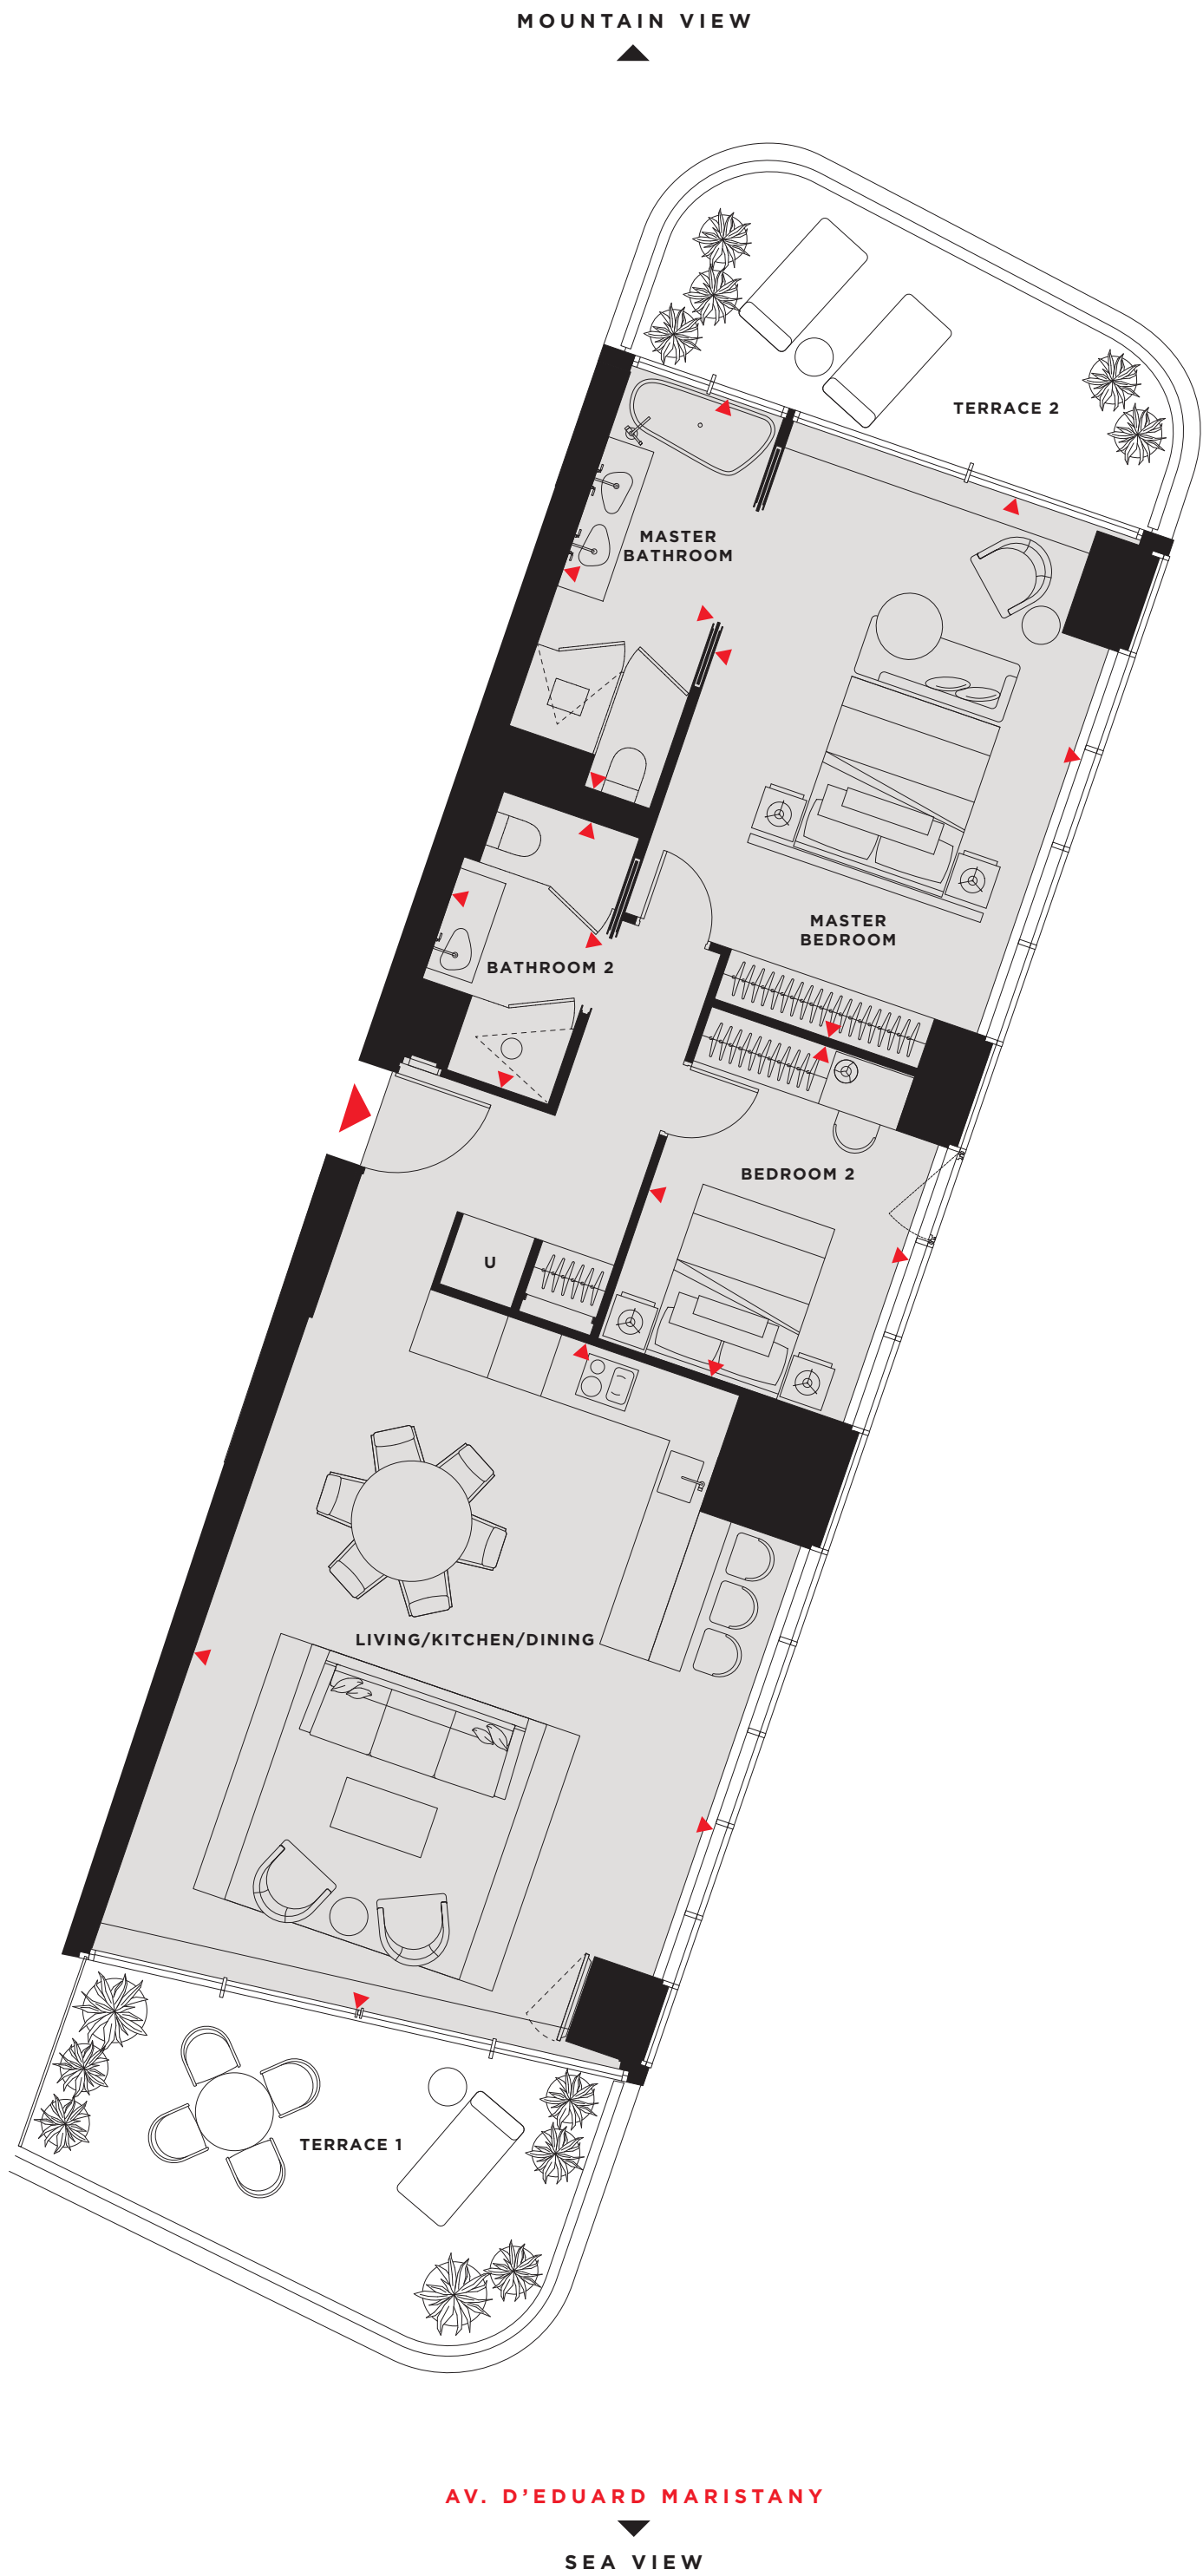 MOUNTAIN VIEW
TERRACE 2
MASTER
BATHROOM
MASTER
BEDROOM
BATHROOM 2
BEDROOM 2
U
LIVING/KITCHEN/DINING
TERRACE 1
AV. D’EDUARD MARISTANY
SEA VIEW